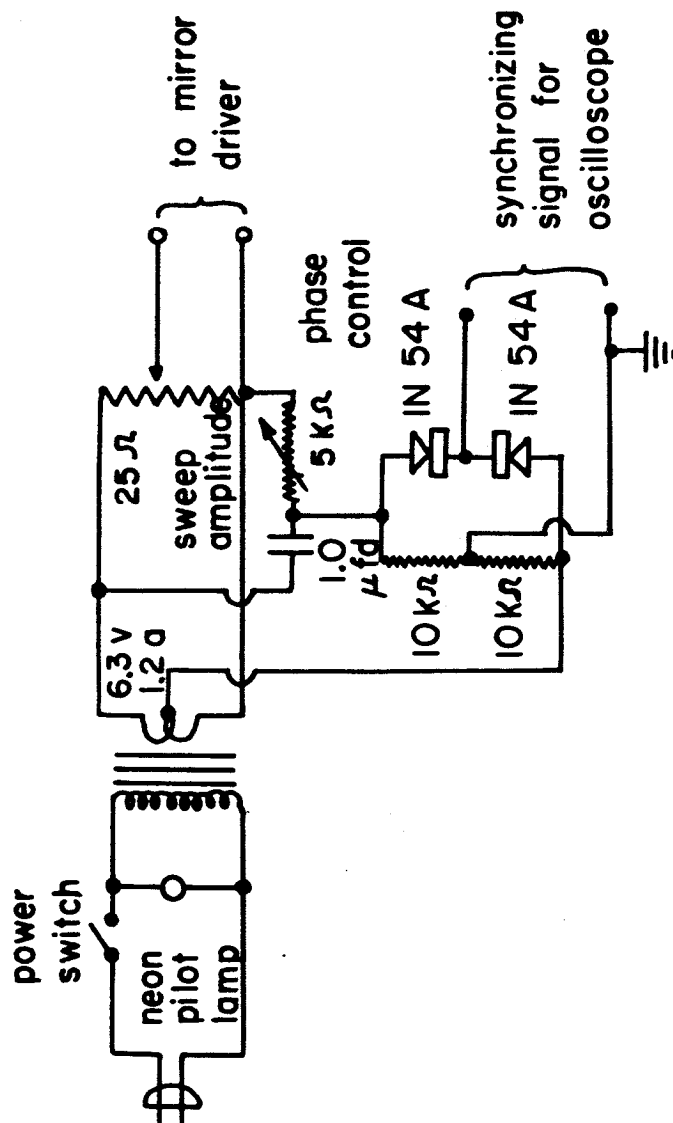 power
switch
neon
pilot
lamp
6.3 v
1.2 a
25 Ω
sweep
amplitude
to mirror
driver
phase
control
5 KΩ
1.0
μfd
10 KΩ
10 KΩ
IN 54 A
IN 54 A
synchronizing
signal for
oscilloscope